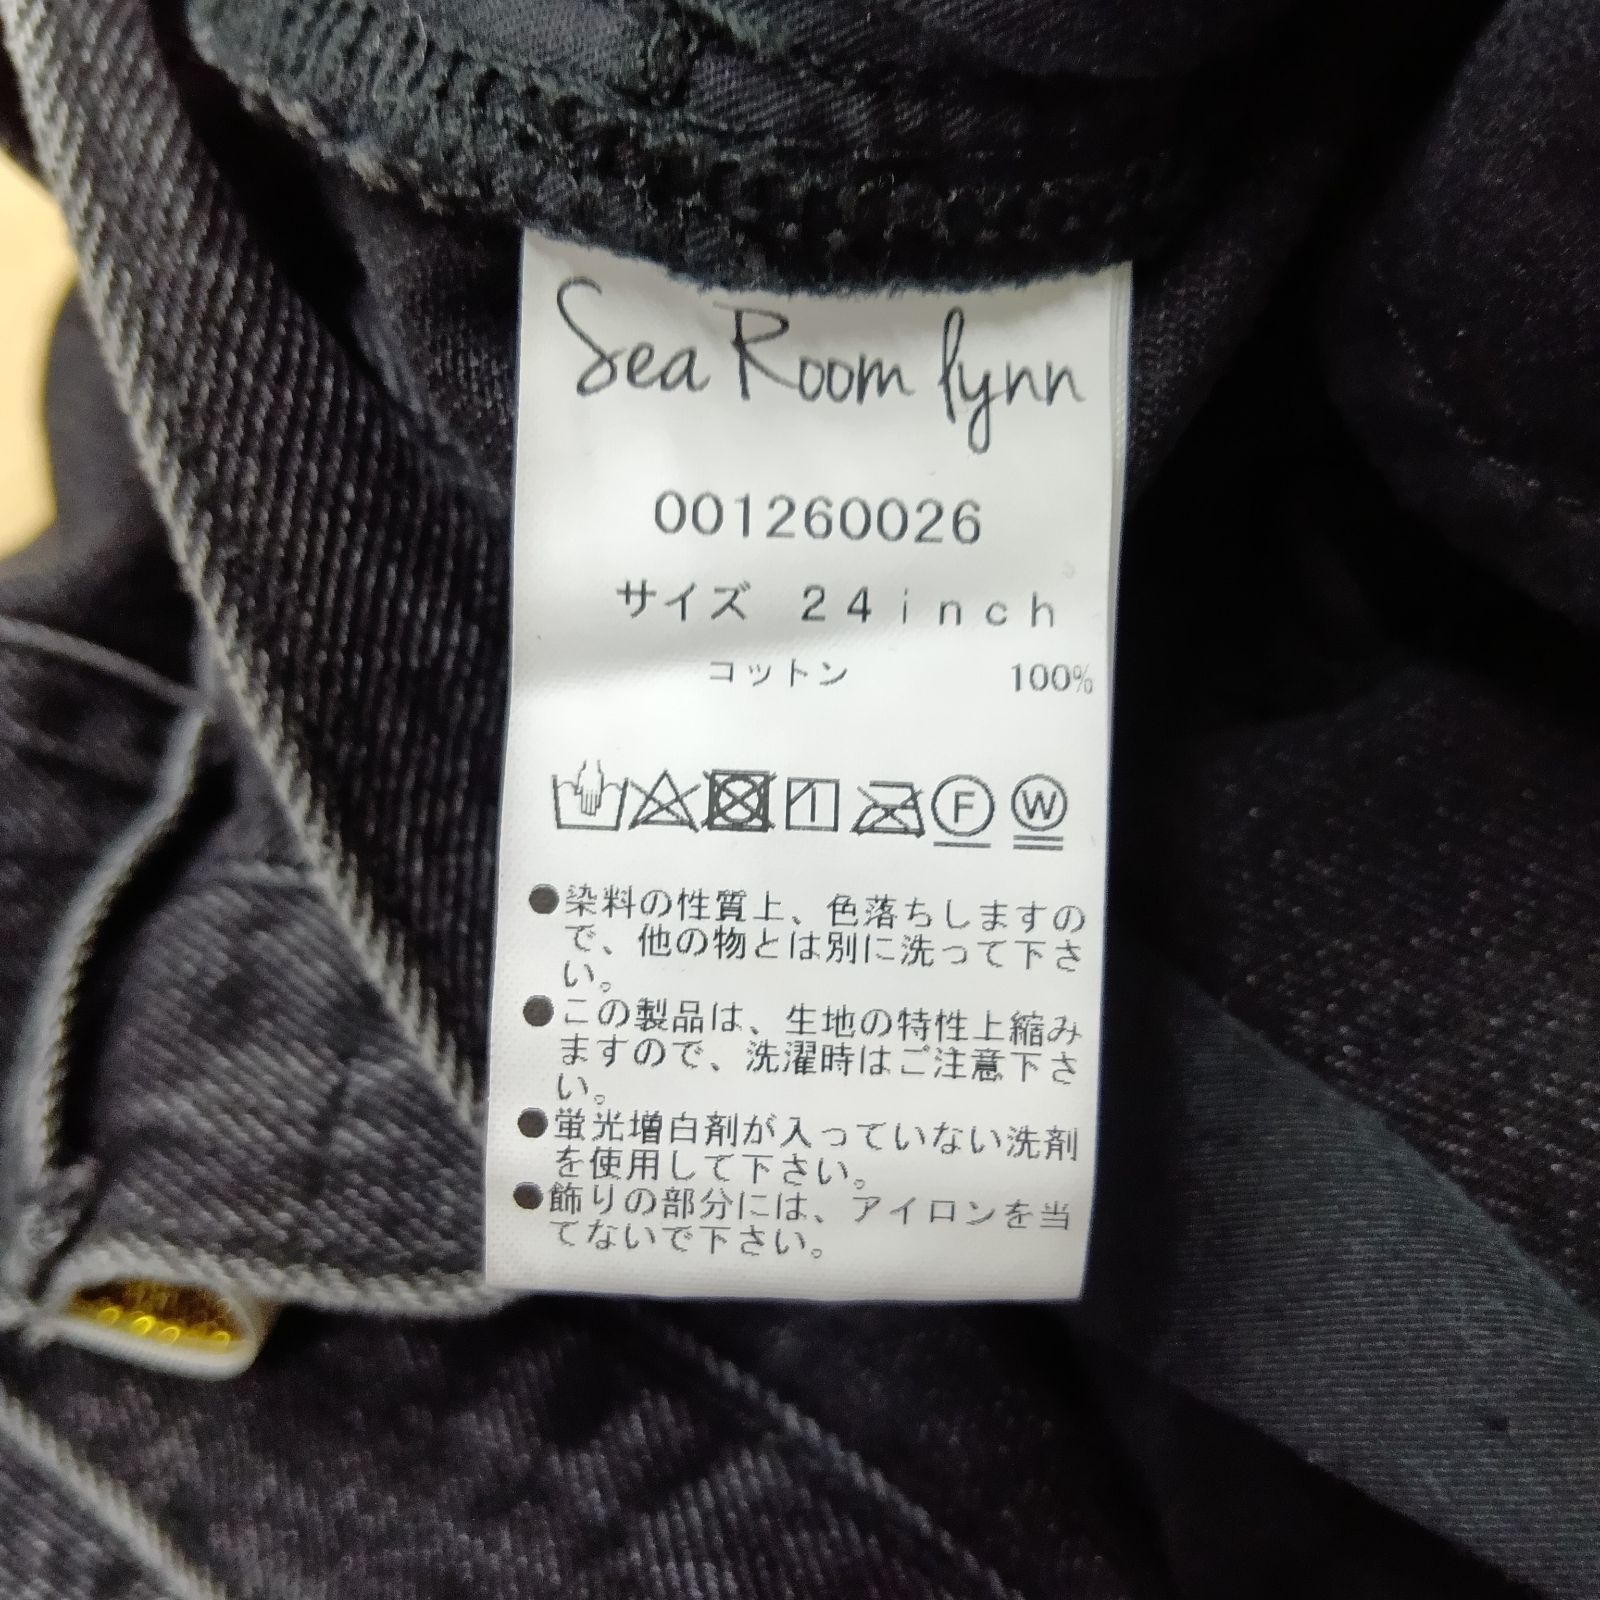 Sea Room lynn
001260026
サイズ 24inch
コットン 100%
F W
●染料の性質上、色落ちしますの
で、他の物とは別に洗って下さ
い。
●この製品は、生地の特性上縮み
ますので、洗濯時はご注意下さ
い。
●蛍光増白剤が入っていない洗剤
を使用して下さい。
●飾りの部分には、アイロンを当
てないで下さい。